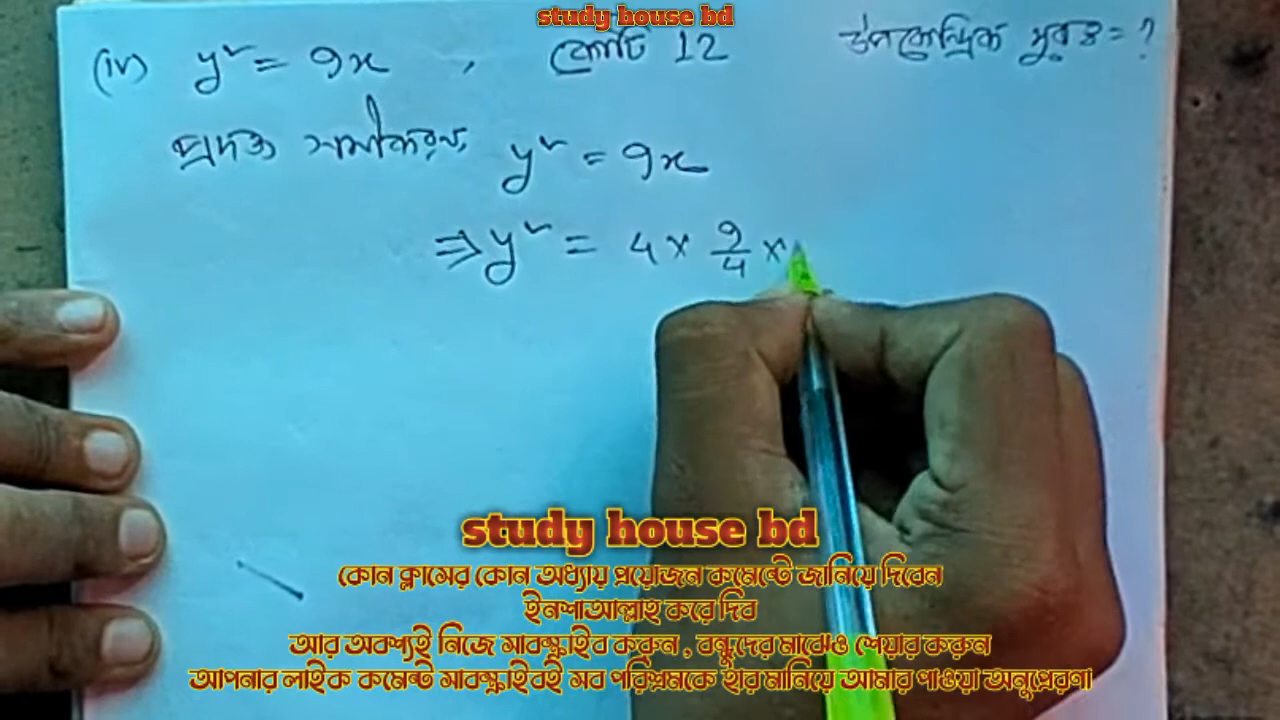 study house bd
(iv) y² = 9x , কোটি 12 উপকেন্দ্রিক দূরত্ব = ?
প্রদত্ত সমীকরণ, y² = 9x
⇒ y² = 4 × 9/4 ×
study house bd
কোন ক্লাসের কোন অধ্যায় প্রয়োজন কমেন্টে জানিয়ে দিবেন
ইনশাআল্লাহ করে দিব
আর অবশ্যই নিজে সাবস্ক্রাইব করুন , বন্ধুদের মাঝেও শেয়ার করুন
আপনার লাইক কমেন্ট সাবস্ক্রাইবই সব পরিশ্রমকে হার মানিয়ে আমার পাওয়া অনুপ্রেরণা